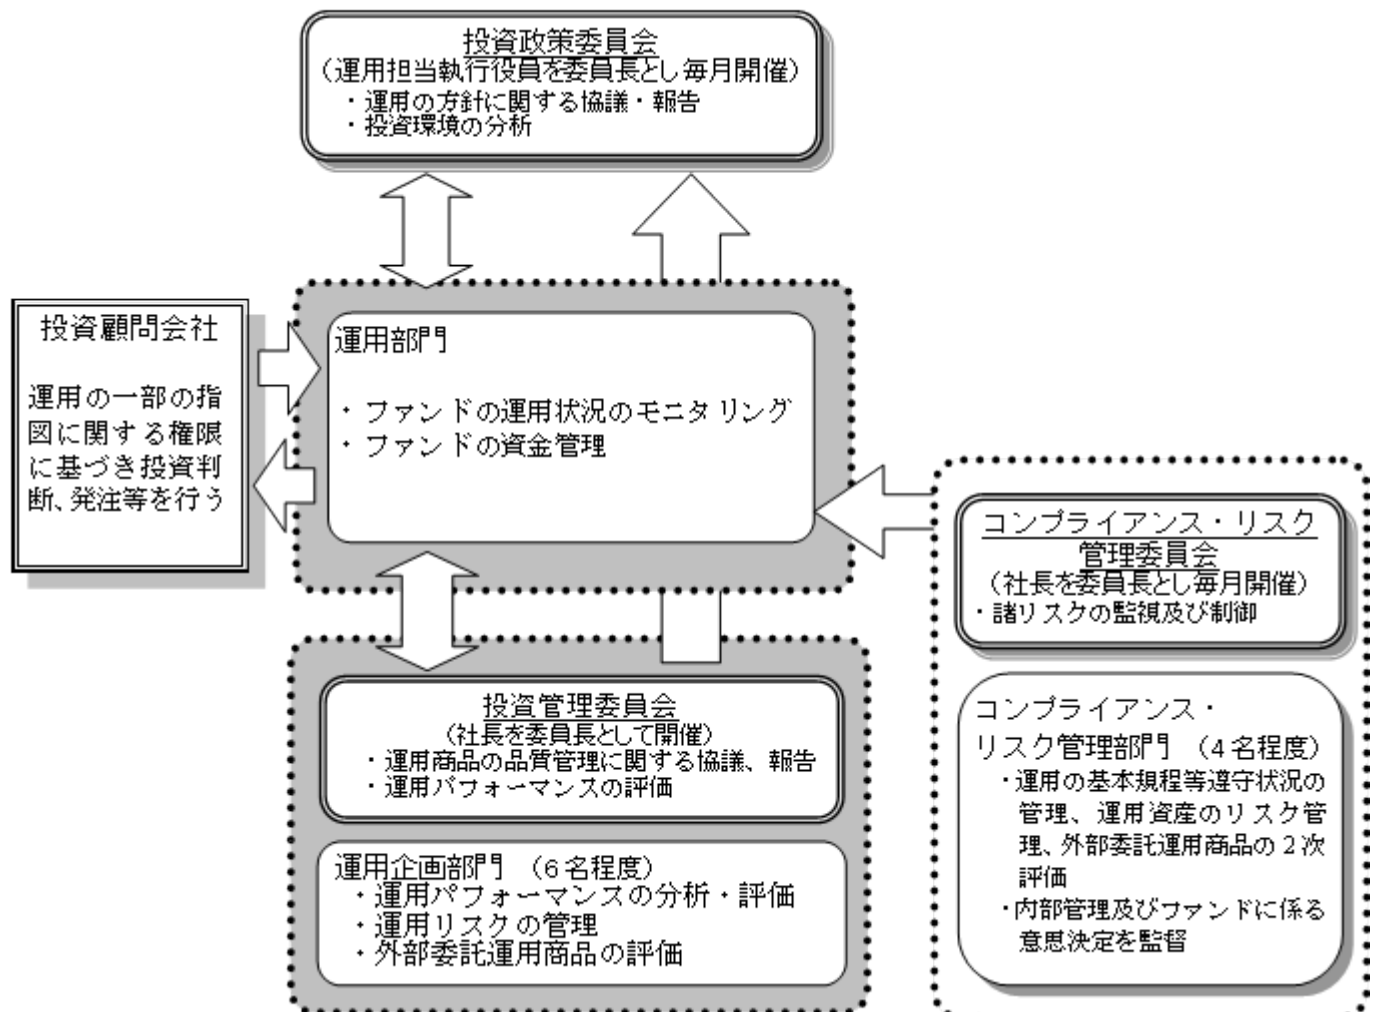 投資政策委員会
(運用担当執行役員を委員長とし毎月開催)
・運用の方針に関する協議・報告
・投資環境の分析
投資顧問会社
運用の一部の指
図に関する権限
に基づき投資判
断、発注等を行う
運用部門
・ファンドの運用状況のモニタリング
・ファンドの資金管理
コンプライアンス・リスク
管理委員会
(社長を委員長とし毎月開催)
・諸リスクの監視及び制御
投資管理委員会
(社長を委員長として開催)
・運用商品の品質管理に関する協議、報告
・運用パフォーマンスの評価
運用企画部門 (6名程度)
・運用パフォーマンスの分析・評価
・運用リスクの管理
・外部委託運用商品の評価
コンプライアンス・
リスク管理部門 (4名程度)
・運用の基本規程等遵守状況の
管理、運用資産のリスク管
理、外部委託運用商品の2次
評価
・内部管理及びファンドに係る
意思決定を監督